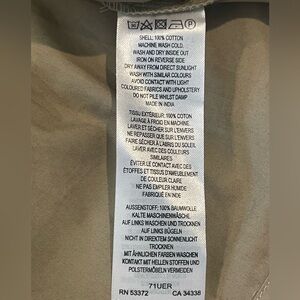 SHELL: 100% COTTON
MACHINE WASH COLD
WASH AND DRY INSIDE OUT
IRON ON REVERSE SIDE
DRY AWAY FROM DIRECT SUNLIGHT
WASH WITH SIMILAR COLOURS
AVOID CONTACT WITH LIGHT
COLOURED FABRICS AND UPHOLSTERY
DO NOT PILE WHILST DAMP
MADE IN INDIA
TISSU EXTÉRIEUR: 100% COTON
LAVAGE À FROID EN MACHINE
LAVER ET SÉCHER SUR L'ENVERS
NE REPASSER QUE SUR L'ENVERS
FAIRE SÉCHER À L'ABRIS DU SOLEIL
LAVER AVEC DES COLORIS
SIMILAIRES
ÉVITER LE CONTACT AVEC DES
ÉTOFFES ET TISSUS D'AMEUBLEMENT
DE COULEUR CLAIRE
NE PAS EMPILER HUMIDE
FABRIQUÉ EN INDE
AUSSENSTOFF: 100% BAUMWOLLE
KALTE MASCHINENWÄSCHE
AUF LINKS WASCHEN UND TROCKNEN
AUF LINKS BÜGELN
NICHT IN DIREKTEM SONNENLICHT
TROCKNEN
MIT ÄHNLICHEN FARBEN WASCHEN
KONTAKT MIT HELLEN STOFFEN UND
POLSTERMÖBELN VERMEIDEN
71UER
RN 53372 CA 34338